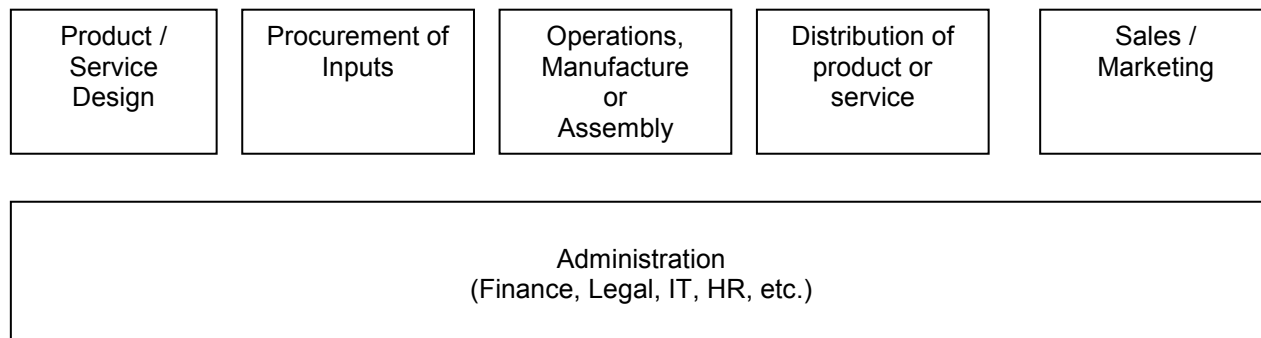 Product /
Service
Design
Procurement of
Inputs
Operations,
Manufacture
or
Assembly
Distribution of
product or
service
Sales /
Marketing
Administration
(Finance, Legal, IT, HR, etc.)